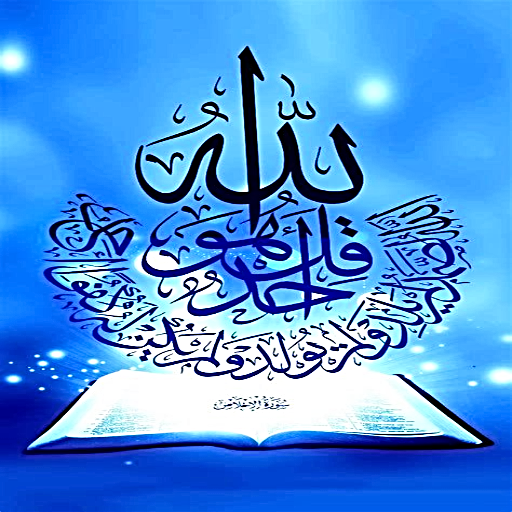 قل هو الله أحد
الله الصمد لم يلد ولم يولد ولم يكن له كفوا أحد
سورة الإخلاص